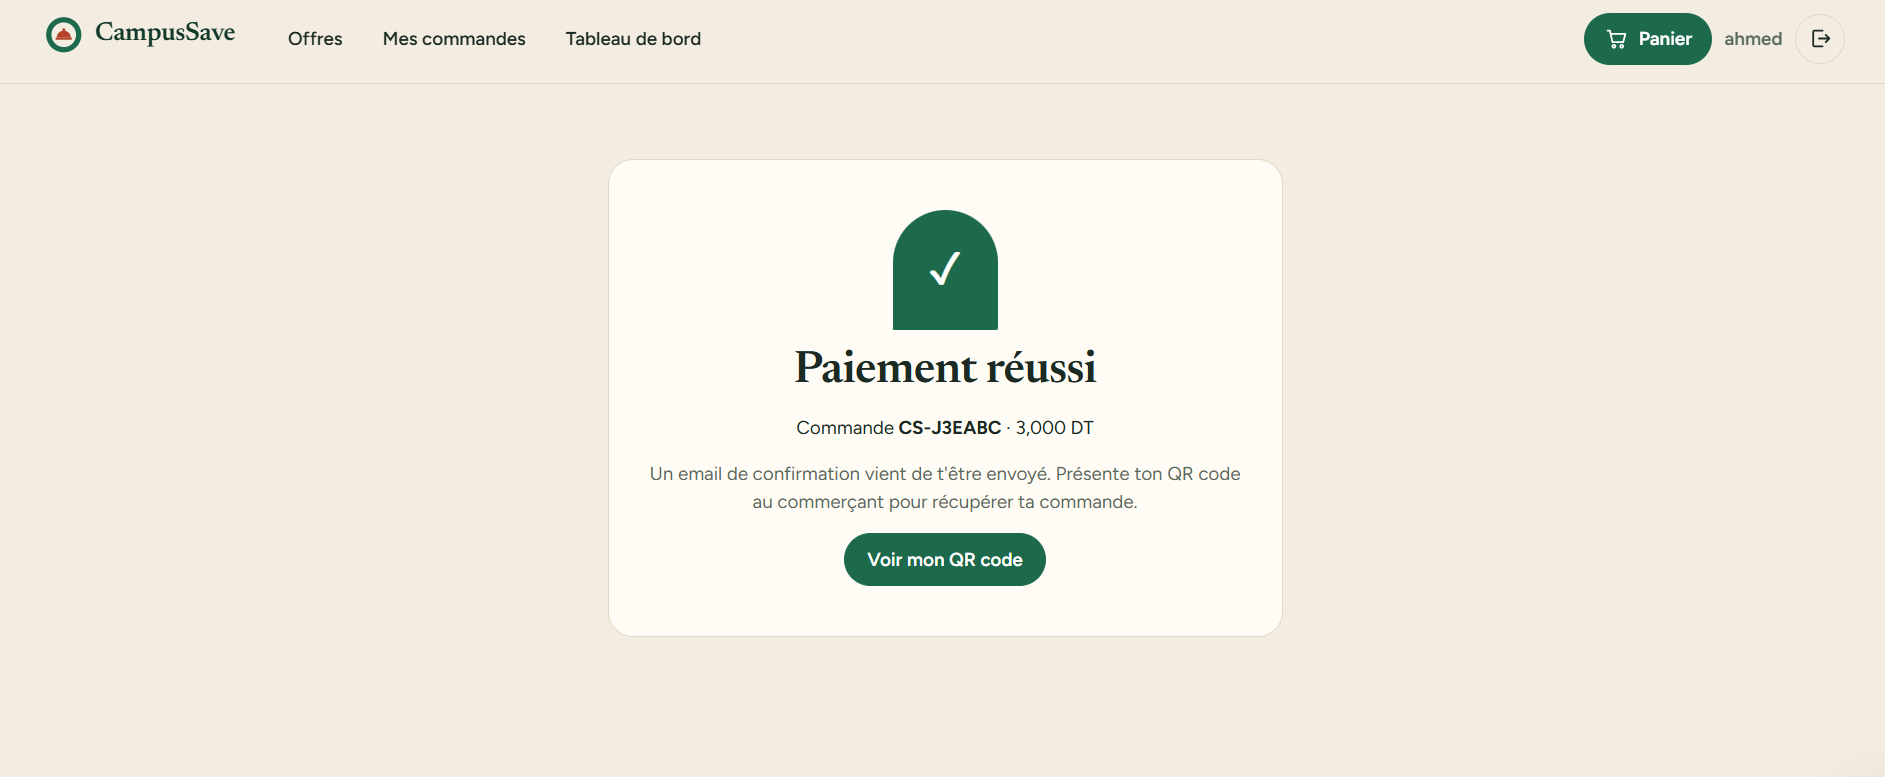 CampusSave
Offres
Mes commandes
Tableau de bord
Panier
ahmed
Paiement réussi
Commande CS-J3EABC · 3,000 DT
Un email de confirmation vient de t'être envoyé. Présente ton QR code
au commerçant pour récupérer ta commande.
Voir mon QR code